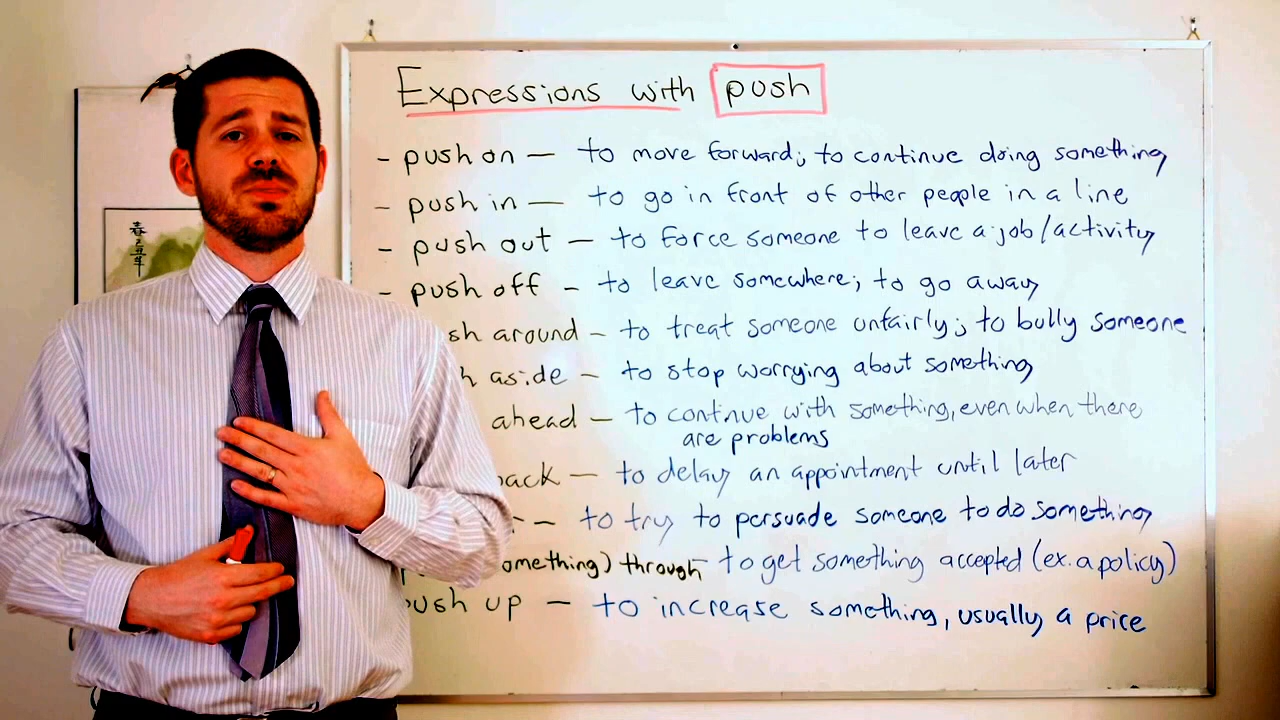 Expressions with push
- push on — to move forward; to continue doing something
- push in — to go in front of other people in a line
- push out — to force someone to leave a job/activity
- push off - to leave somewhere; to go away
sh around - to treat someone unfairly; to bully someone
h aside - to stop worrying about something
ahead - to continue with something, even when there
are problems
back — to delay an appointment until later
- to try to persuade someone to do something
omething) through - to get something accepted (ex. a policy)
push up - to increase something, usually a price
春